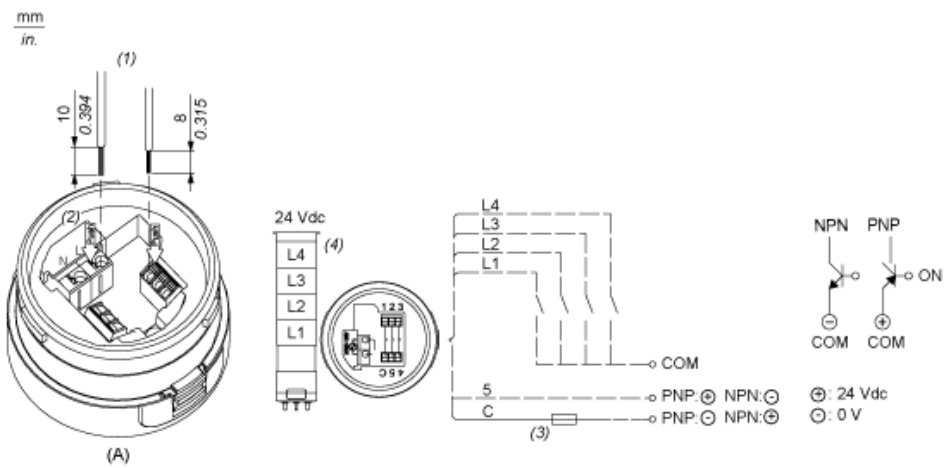 mm
in.
(1)
10
0.394
8
0.315
(2)
N
L
(A)
24 Vdc
(4)
L4
L3
L2
L1
1 2 3
4 5 C
L4
L3
L2
L1
COM
5
PNP:⊕ NPN:⊖
C
(3)
PNP:⊖ NPN:⊕
NPN PNP
ON
⊖ ⊕
COM COM
⊕: 24 Vdc
⊖: 0 V